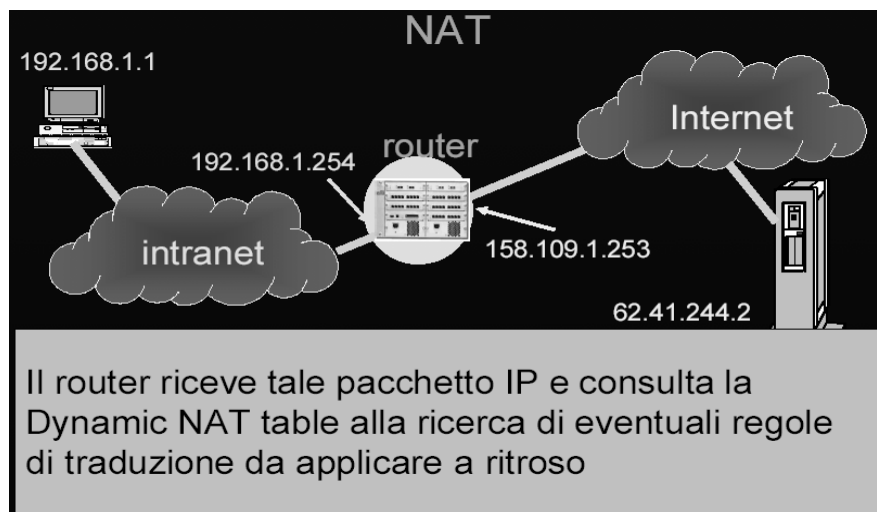 NAT
192.168.1.1
Internet
router
192.168.1.254
intranet
158.109.1.253
62.41.244.2
Il router riceve tale pacchetto IP e consulta la
Dynamic NAT table alla ricerca di eventuali regole
di traduzione da applicare a ritroso